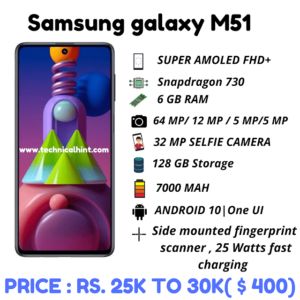 Samsung galaxy M51
SUPER AMOLED FHD+
Snapdragon 730
6 GB RAM
64 MP/ 12 MP / 5 MP/5 MP
32 MP SELFIE CAMERA
128 GB Storage
7000 MAH
ANDROID 10|One UI
Side mounted fingerprint
scanner , 25 Watts fast
charging
www.technicalhint.com
PRICE : RS. 25K TO 30K( $ 400)